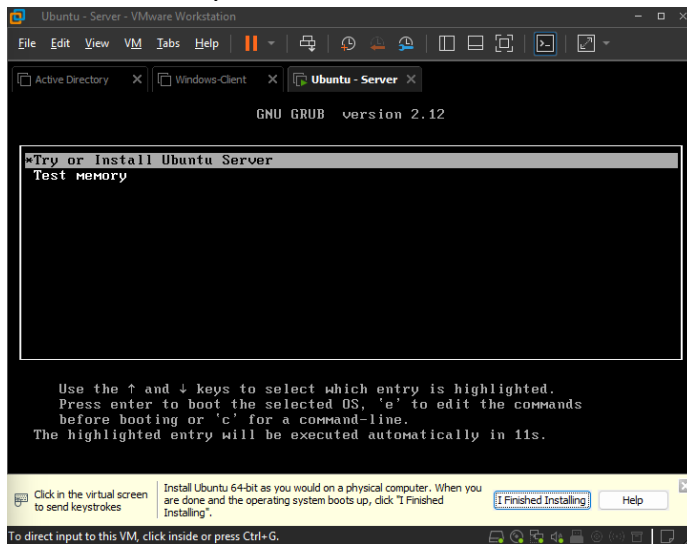 Ubuntu - Server - VMware Workstation
File Edit View VM Tabs Help
Active Directory Windows-Client Ubuntu - Server
GNU GRUB version 2.12
*Try or Install Ubuntu Server
Test memory
Use the ↑ and ↓ keys to select which entry is highlighted.
Press enter to boot the selected OS, 'e' to edit the commands
before booting or 'c' for a command-line.
The highlighted entry will be executed automatically in 11s.
Click in the virtual screen
to send keystrokes
Install Ubuntu 64-bit as you would on a physical computer. When you
are done and the operating system boots up, click "I Finished
Installing".
I Finished Installing
Help
To direct input to this VM, click inside or press Ctrl+G.